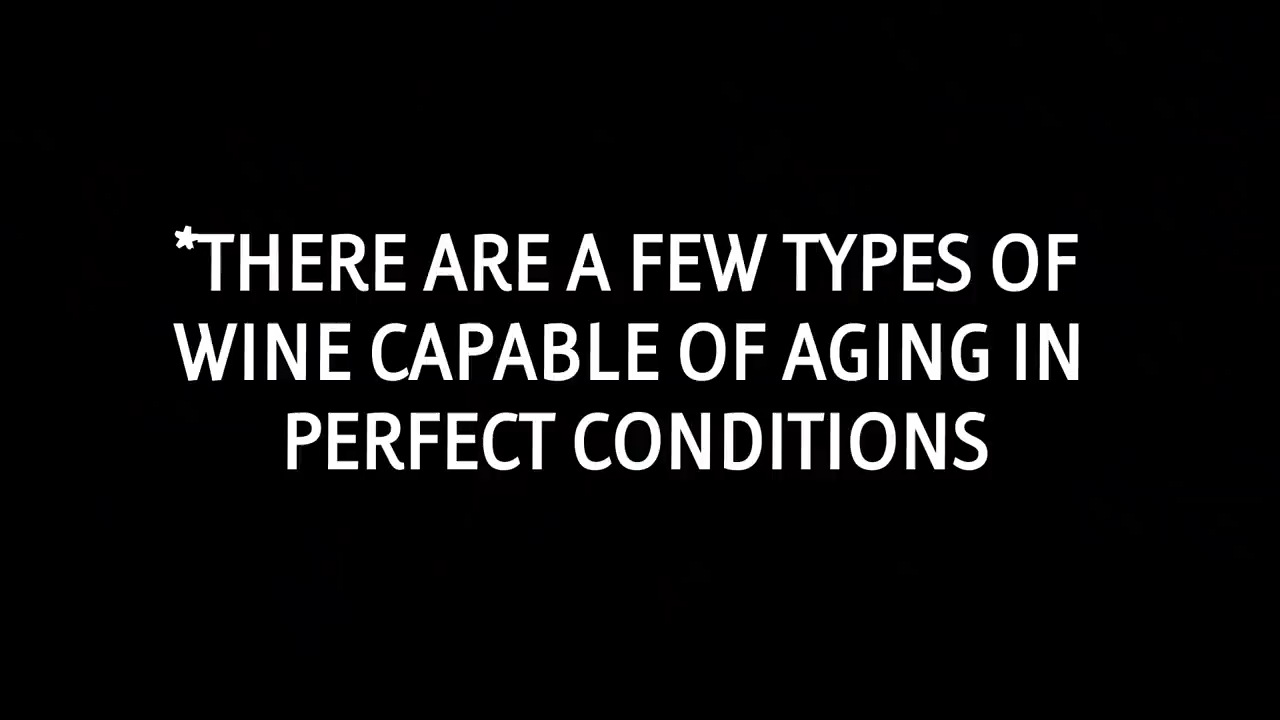 *THERE ARE A FEW TYPES OF
WINE CAPABLE OF AGING IN
PERFECT CONDITIONS